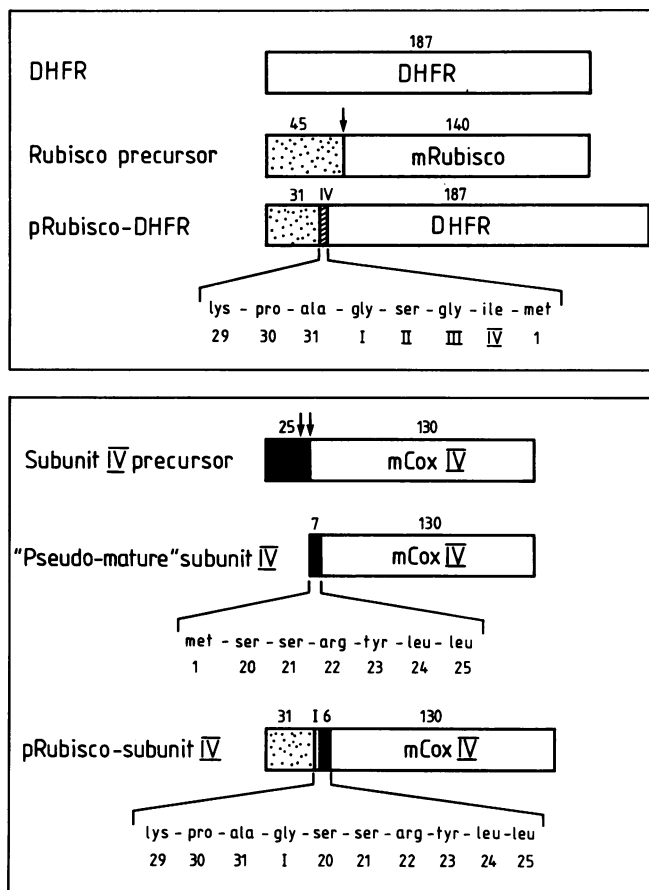 187
DHFR DHFR
45 140
Rubisco precursor mRubisco
31 IV 187
pRubisco-DHFR DHFR
lys - pro - ala - gly - ser - gly - ile - met
29 30 31 I II III IV 1
25 130
Subunit IV precursor mCox IV
7 130
"Pseudo-mature" subunit IV mCox IV
met - ser - ser - arg - tyr - leu - leu
1 20 21 22 23 24 25
31 I 6 130
pRubisco-subunit IV mCox IV
lys - pro - ala - gly - ser - ser - arg - tyr - leu - leu
29 30 31 I 20 21 22 23 24 25